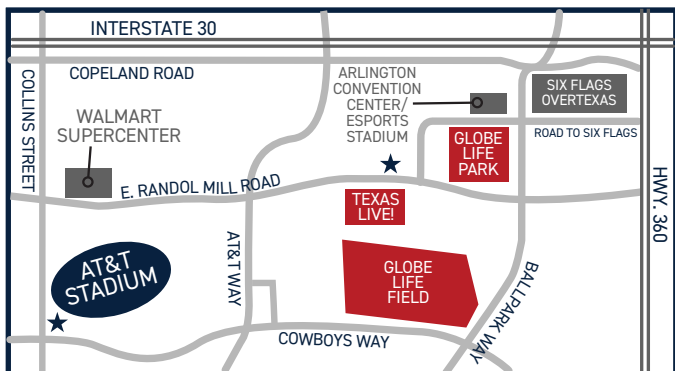 INTERSTATE 30
COPELAND ROAD
COLLINS STREET
WALMART
SUPERCENTER
ARLINGTON
CONVENTION
CENTER/
ESPORTS
STADIUM
SIX FLAGS
OVERTEXAS
ROAD TO SIX FLAGS
GLOBE
LIFE
PARK
HWY. 360
E. RANDOL MILL ROAD
TEXAS
LIVE!
AT&T
STADIUM
AT&T WAY
GLOBE
LIFE
FIELD
BALLPARK WAY
COWBOYS WAY